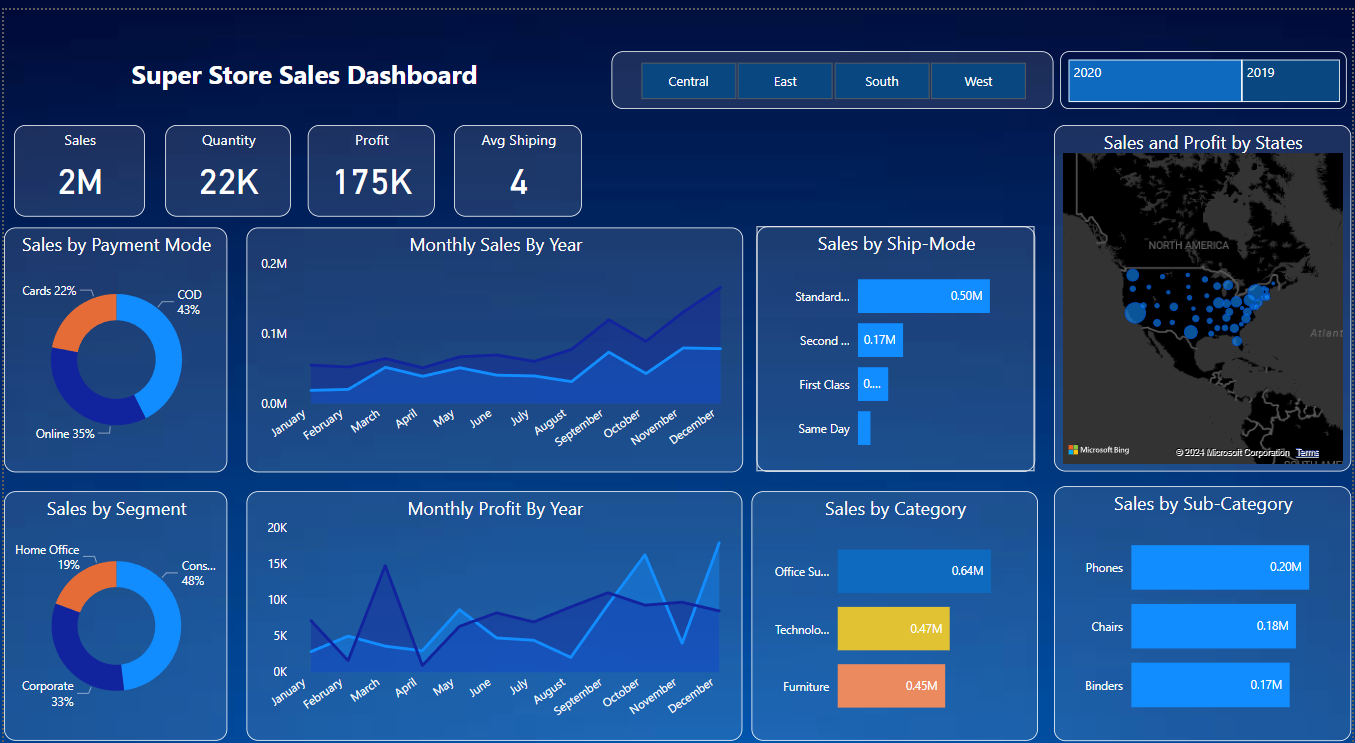 Super Store Sales Dashboard
Central
East
South
West
2020
2019
Sales
2M
Quantity
22K
Profit
175K
Avg Shiping
4
Sales and Profit by States
NORTH AMERICA
Atlant
Microsoft Bing
© 2024 Microsoft Corporation
Terms
SOUTH AME
Sales by Payment Mode
Cards 22%
COD
43%
Online 35%
Monthly Sales By Year
0.2M
0.1M
0.0M
January
February
March
April
May
June
July
August
September
October
November
December
Sales by Ship-Mode
Standard...
0.50M
Second ...
0.17M
First Class
0....
Same Day
Sales by Segment
Home Office
19%
Cons...
48%
Corporate
33%
Monthly Profit By Year
20K
15K
10K
5K
0K
January
February
March
April
May
June
July
August
September
October
November
December
Sales by Category
Office Su...
0.64M
Technolo...
0.47M
Furniture
0.45M
Sales by Sub-Category
Phones
0.20M
Chairs
0.18M
Binders
0.17M